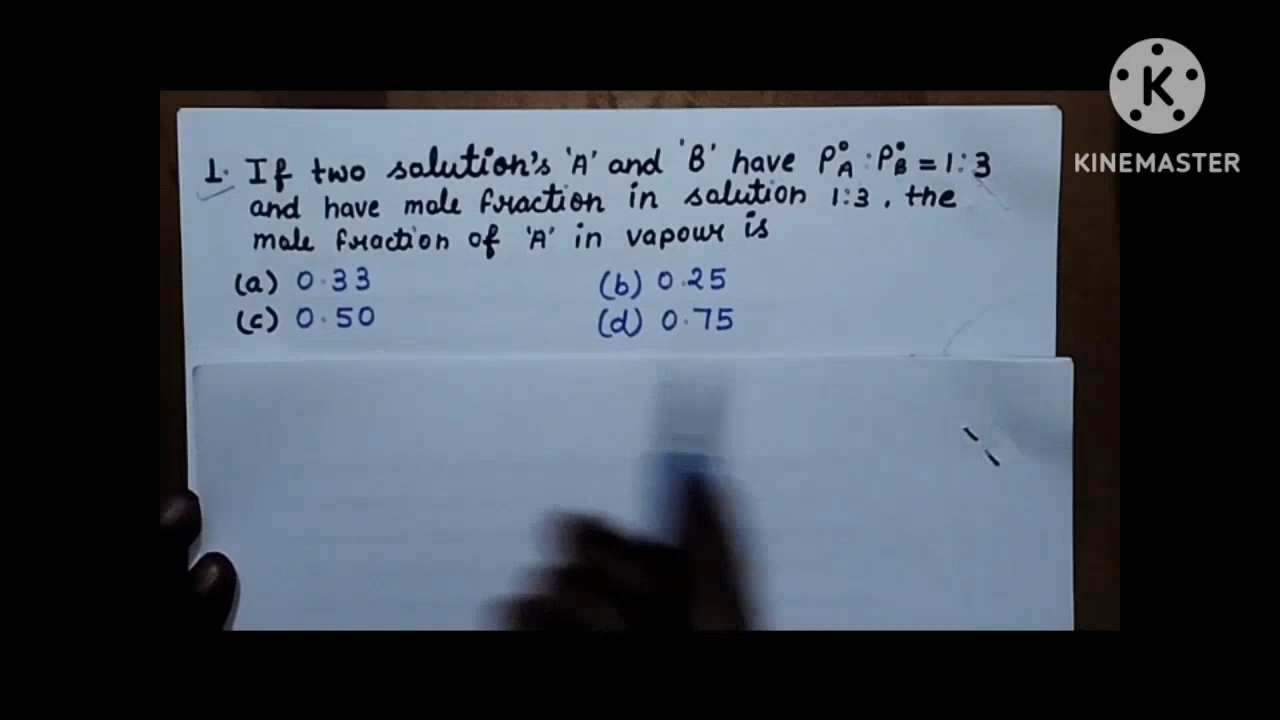 K
KINEMASTER
1. If two solution's 'A' and 'B' have P°A : P°B = 1:3
and have mole fraction in solution 1:3, the
mole fraction of 'A' in vapour is
(a) 0.33 (b) 0.25
(c) 0.50 (d) 0.75